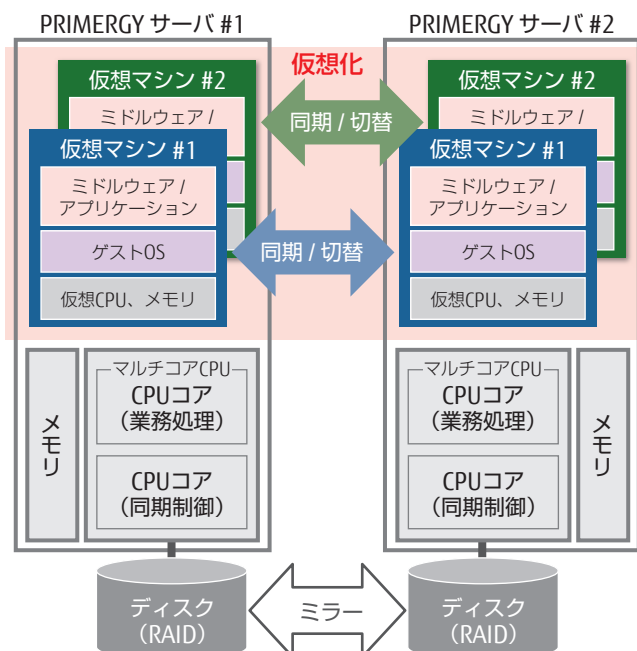 PRIMERGY サーバ #1
PRIMERGY サーバ #2
仮想化
仮想マシン #2
ミドルウェア /
仮想マシン #1
ミドルウェア /
アプリケーション
ゲストOS
仮想CPU、メモリ
同期 / 切替
同期 / 切替
仮想マシン #2
ミドルウェア /
仮想マシン #1
ミドルウェア /
アプリケーション
ゲストOS
仮想CPU、メモリ
メモリ
マルチコアCPU
CPUコア
(業務処理)
CPUコア
(同期制御)
マルチコアCPU
CPUコア
(業務処理)
CPUコア
(同期制御)
メモリ
ディスク
(RAID)
ミラー
ディスク
(RAID)